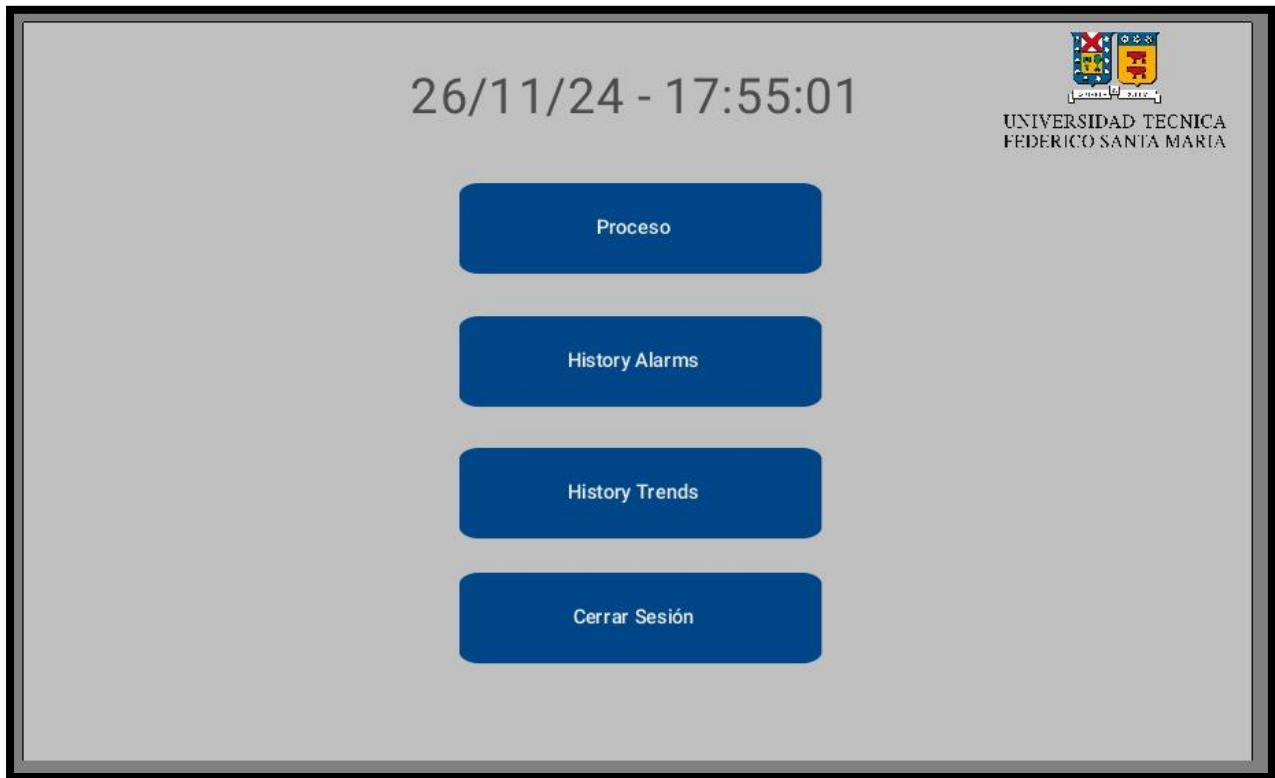 26/11/24 - 17:55:01
UNIVERSIDAD TECNICA
FEDERICO SANTA MARIA
Proceso
History Alarms
History Trends
Cerrar Sesión